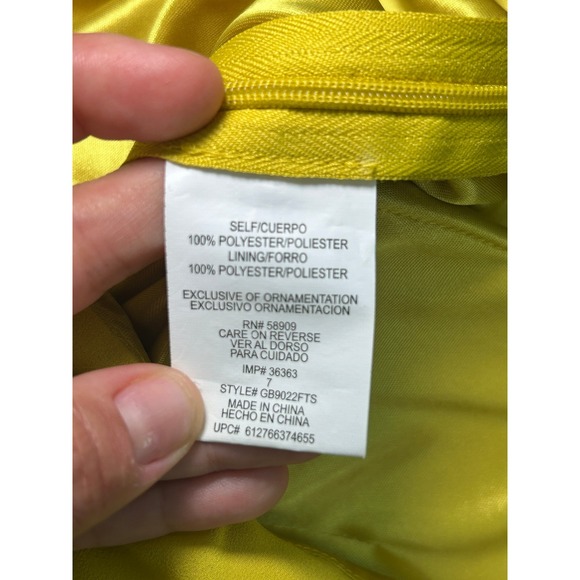 SELF/CUERPO
100% POLYESTER/POLIESTER
LINING/FORRO
100% POLYESTER/POLIESTER
EXCLUSIVE OF ORNAMENTATION
EXCLUSIVO ORNAMENTACION
RN# 58909
CARE ON REVERSE
VER AL DORSO
PARA CUIDADO
IMP# 36363
7
STYLE# GB9022FTS
MADE IN CHINA
HECHO EN CHINA
UPC# 612766374655